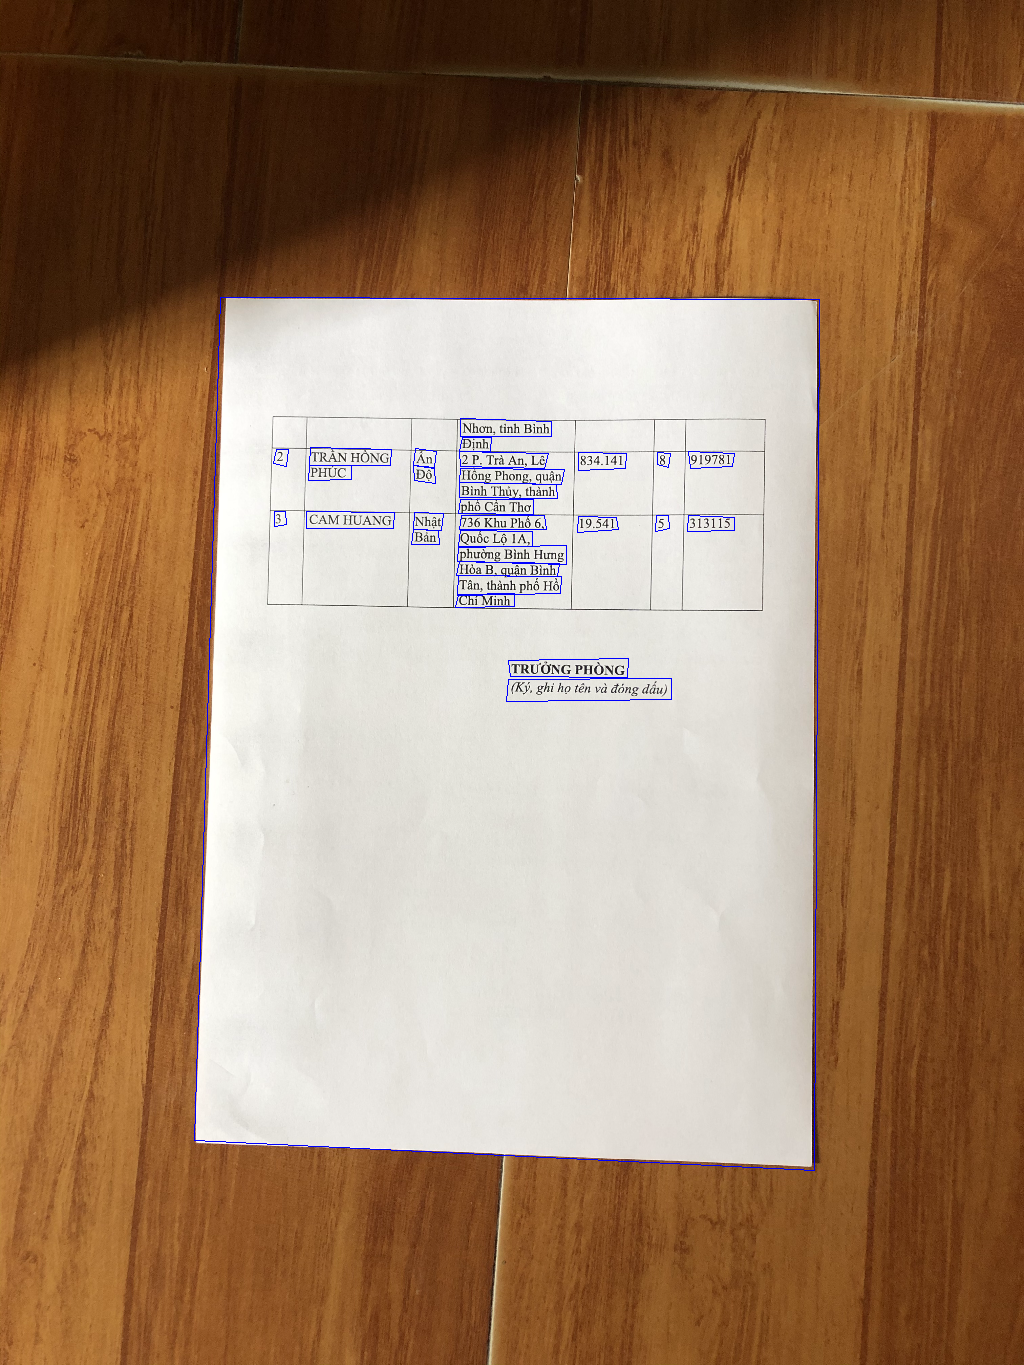 Nhơn, tỉnh Bình
Định
2
TRẦN HỒNG
PHÚC
Ấn
Độ
2 P. Trà An, Lê
Hồng Phong, quận
Bình Thủy, thành
phố Cần Thơ
834.141
8
919781
3
CAM HUANG
Nhật
Bản
736 Khu Phố 6,
Quốc Lộ 1A,
phường Bình Hưng
Hòa B, quận Bình
Tân, thành phố Hồ
Chí Minh
19.541
5
313115
TRƯỞNG PHÒNG
(Ký, ghi họ tên và đóng dấu)